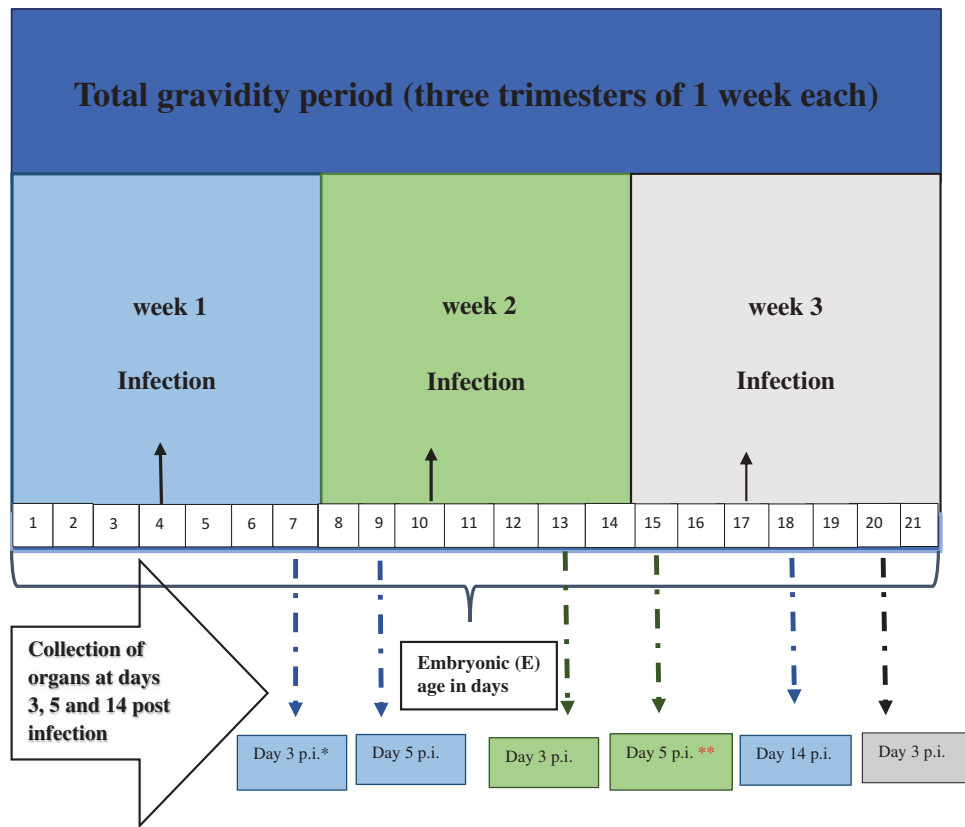 Total gravidity period (three trimesters of 1 week each)
week 1
Infection
week 2
Infection
week 3
Infection
1 2 3 4 5 6 7 8 9 10 11 12 13 14 15 16 17 18 19 20 21
Collection of
organs at days
3, 5 and 14 post
infection
Embryonic (E)
age in days
Day 3 p.i.*
Day 5 p.i.
Day 3 p.i.
Day 5 p.i. **
Day 14 p.i.
Day 3 p.i.